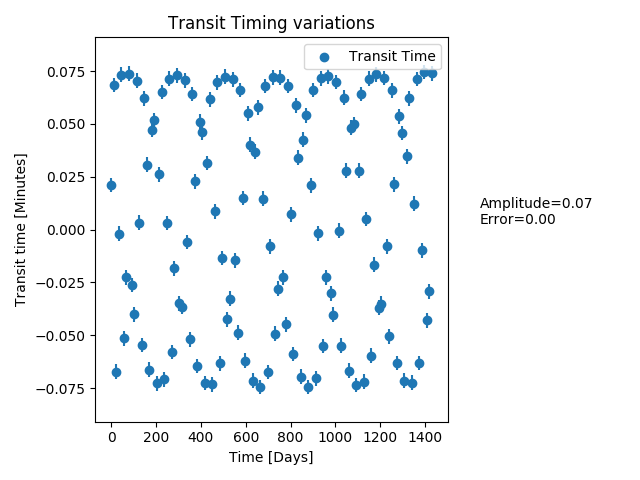 Transit Timing variations
Transit Time
0.075
0.050
0.025
0.000
−0.025
−0.050
−0.075
Transit time [Minutes]
0 200 400 600 800 1000 1200 1400
Time [Days]
Amplitude=0.07
Error=0.00